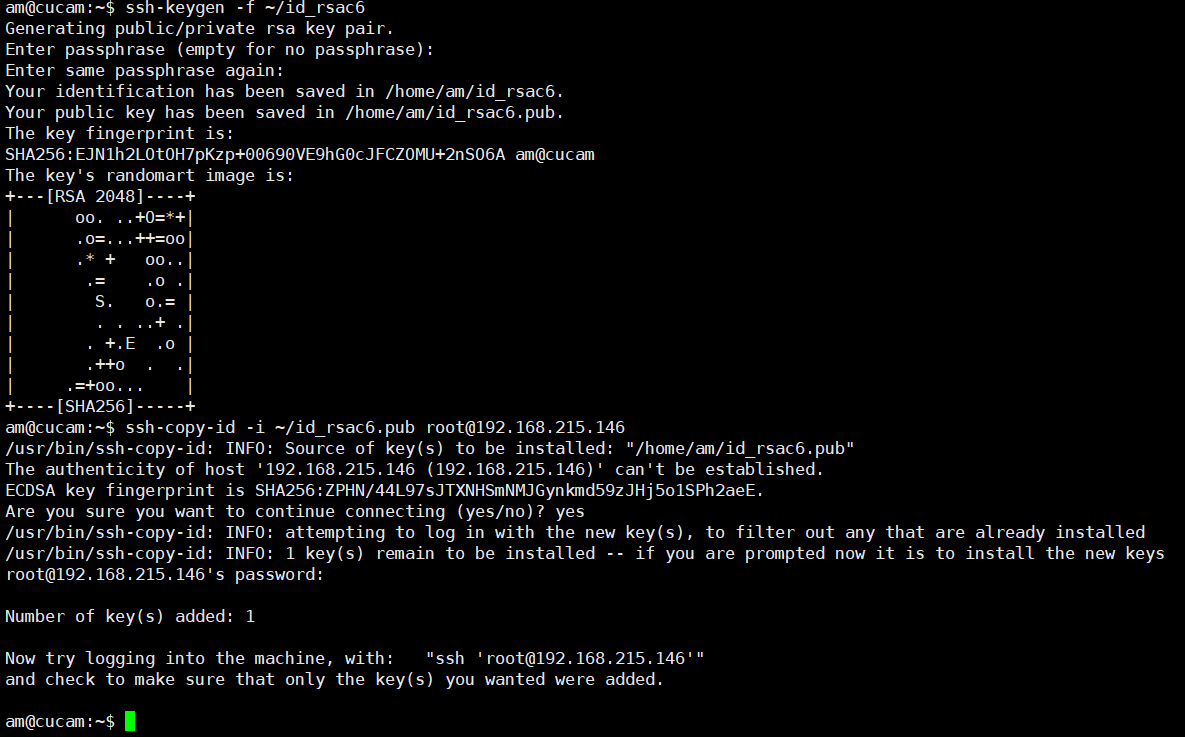 am@cucam:~$ ssh-keygen -f ~/id_rsac6
Generating public/private rsa key pair.
Enter passphrase (empty for no passphrase):
Enter same passphrase again:
Your identification has been saved in /home/am/id_rsac6.
Your public key has been saved in /home/am/id_rsac6.pub.
The key fingerprint is:
SHA256:EJN1h2LOtOH7pKzp+00690VE9hG0cJFCZOMU+2nSO6A am@cucam
The key's randomart image is:
+---[RSA 2048]----+
|      oo. ..+O=*+|
|      .o=...++=oo|
|      .* +   oo..|
|       .=    .o .|
|        S.   o.= |
|        . . ..+ .|
|       . +.E  .o |
|       .++o  .  .|
|     .=+oo...    |
+----[SHA256]-----+
am@cucam:~$ ssh-copy-id -i ~/id_rsac6.pub root@192.168.215.146
/usr/bin/ssh-copy-id: INFO: Source of key(s) to be installed: "/home/am/id_rsac6.pub"
The authenticity of host '192.168.215.146 (192.168.215.146)' can't be established.
ECDSA key fingerprint is SHA256:ZPHN/44L97sJTXNHSmNMJGynkmd59zJHj5o1SPh2aeE.
Are you sure you want to continue connecting (yes/no)? yes
/usr/bin/ssh-copy-id: INFO: attempting to log in with the new key(s), to filter out any that are already installed
/usr/bin/ssh-copy-id: INFO: 1 key(s) remain to be installed -- if you are prompted now it is to install the new keys
root@192.168.215.146's password:

Number of key(s) added: 1

Now try logging into the machine, with:   "ssh 'root@192.168.215.146'"
and check to make sure that only the key(s) you wanted were added.

am@cucam:~$